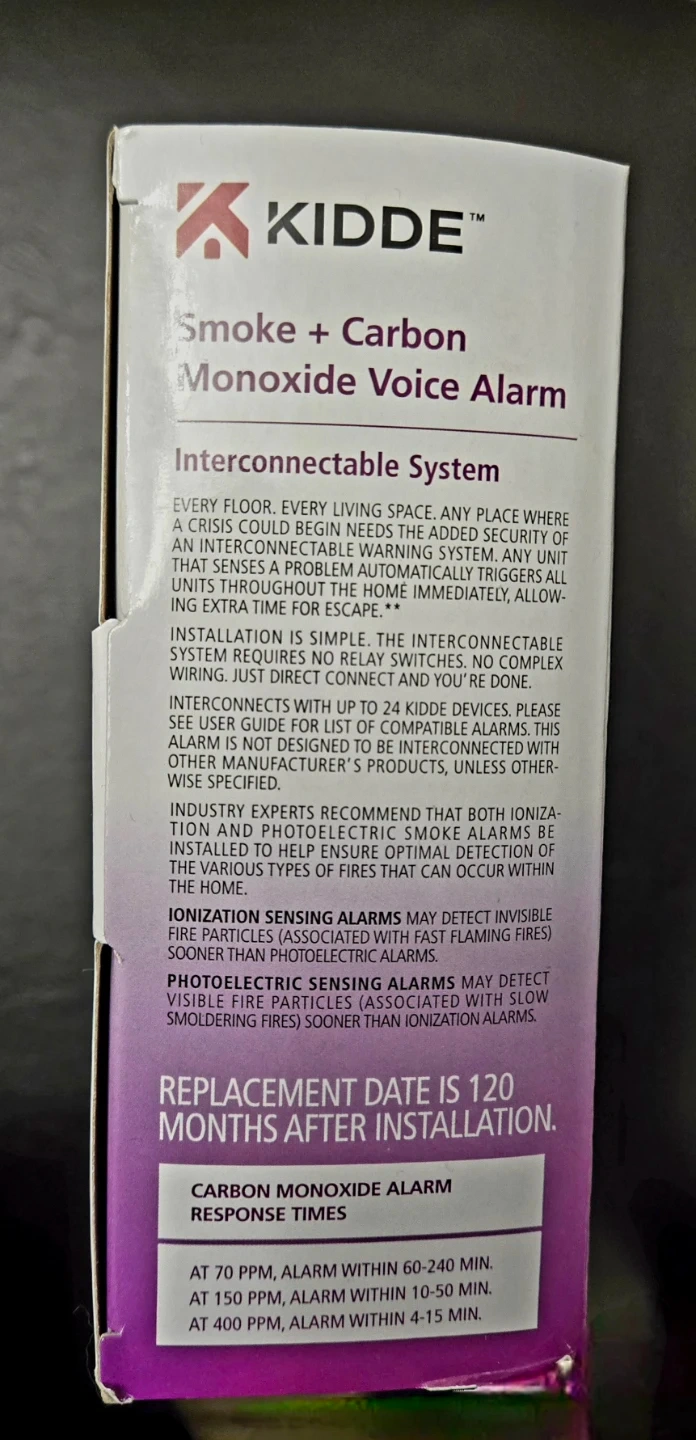 KIDDE™
Smoke + Carbon
Monoxide Voice Alarm
Interconnectable System
EVERY FLOOR. EVERY LIVING SPACE. ANY PLACE WHERE
A CRISIS COULD BEGIN NEEDS THE ADDED SECURITY OF
AN INTERCONNECTABLE WARNING SYSTEM. ANY UNIT
THAT SENSES A PROBLEM AUTOMATICALLY TRIGGERS ALL
UNITS THROUGHOUT THE HOME IMMEDIATELY, ALLOW-
ING EXTRA TIME FOR ESCAPE.**
INSTALLATION IS SIMPLE. THE INTERCONNECTABLE
SYSTEM REQUIRES NO RELAY SWITCHES. NO COMPLEX
WIRING. JUST DIRECT CONNECT AND YOU'RE DONE.
INTERCONNECTS WITH UP TO 24 KIDDE DEVICES. PLEASE
SEE USER GUIDE FOR LIST OF COMPATIBLE ALARMS. THIS
ALARM IS NOT DESIGNED TO BE INTERCONNECTED WITH
OTHER MANUFACTURER'S PRODUCTS, UNLESS OTHER-
WISE SPECIFIED.
INDUSTRY EXPERTS RECOMMEND THAT BOTH IONIZA-
TION AND PHOTOELECTRIC SMOKE ALARMS BE
INSTALLED TO HELP ENSURE OPTIMAL DETECTION OF
THE VARIOUS TYPES OF FIRES THAT CAN OCCUR WITHIN
THE HOME.
IONIZATION SENSING ALARMS MAY DETECT INVISIBLE
FIRE PARTICLES (ASSOCIATED WITH FAST FLAMING FIRES)
SOONER THAN PHOTOELECTRIC ALARMS.
PHOTOELECTRIC SENSING ALARMS MAY DETECT
VISIBLE FIRE PARTICLES (ASSOCIATED WITH SLOW
SMOLDERING FIRES) SOONER THAN IONIZATION ALARMS.
REPLACEMENT DATE IS 120
MONTHS AFTER INSTALLATION.
CARBON MONOXIDE ALARM
RESPONSE TIMES
AT 70 PPM, ALARM WITHIN 60-240 MIN.
AT 150 PPM, ALARM WITHIN 10-50 MIN.
AT 400 PPM, ALARM WITHIN 4-15 MIN.